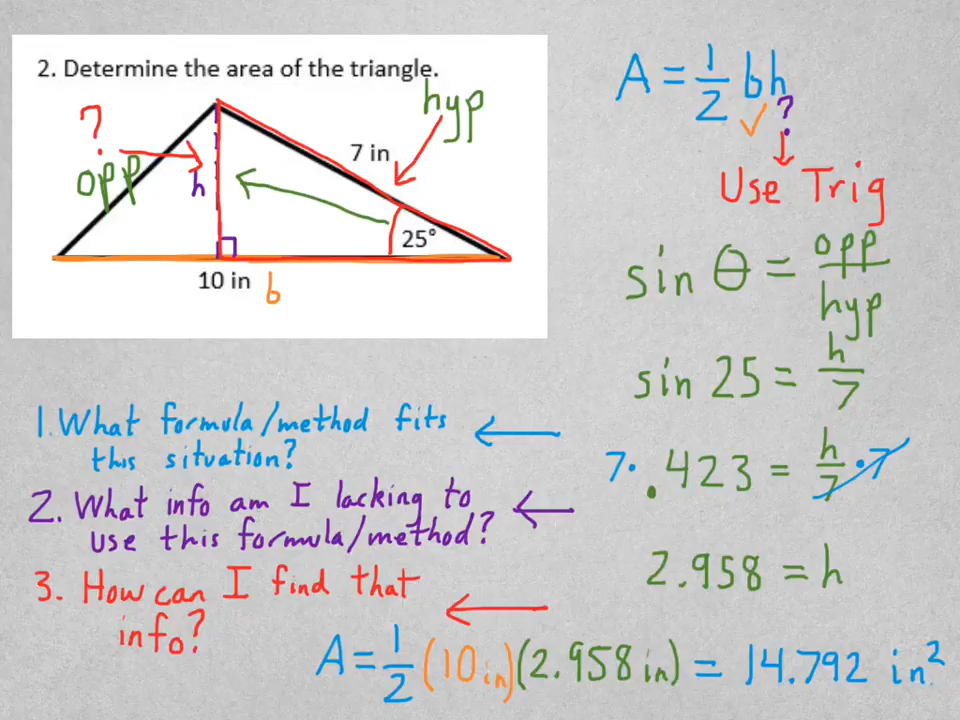 2. Determine the area of the triangle.
?
hyp
opp
h
7 in
25°
10 in b
A = 1/2 bh
?
Use Trig
sin θ = opp/hyp
sin 25 = h/7
7 · .423 = h/7 · 7
2.958 = h
1. What formula/method fits
this situation?
2. What info am I lacking to
use this formula/method?
3. How can I find that
info?
A = 1/2 (10 in)(2.958 in) = 14.792 in²